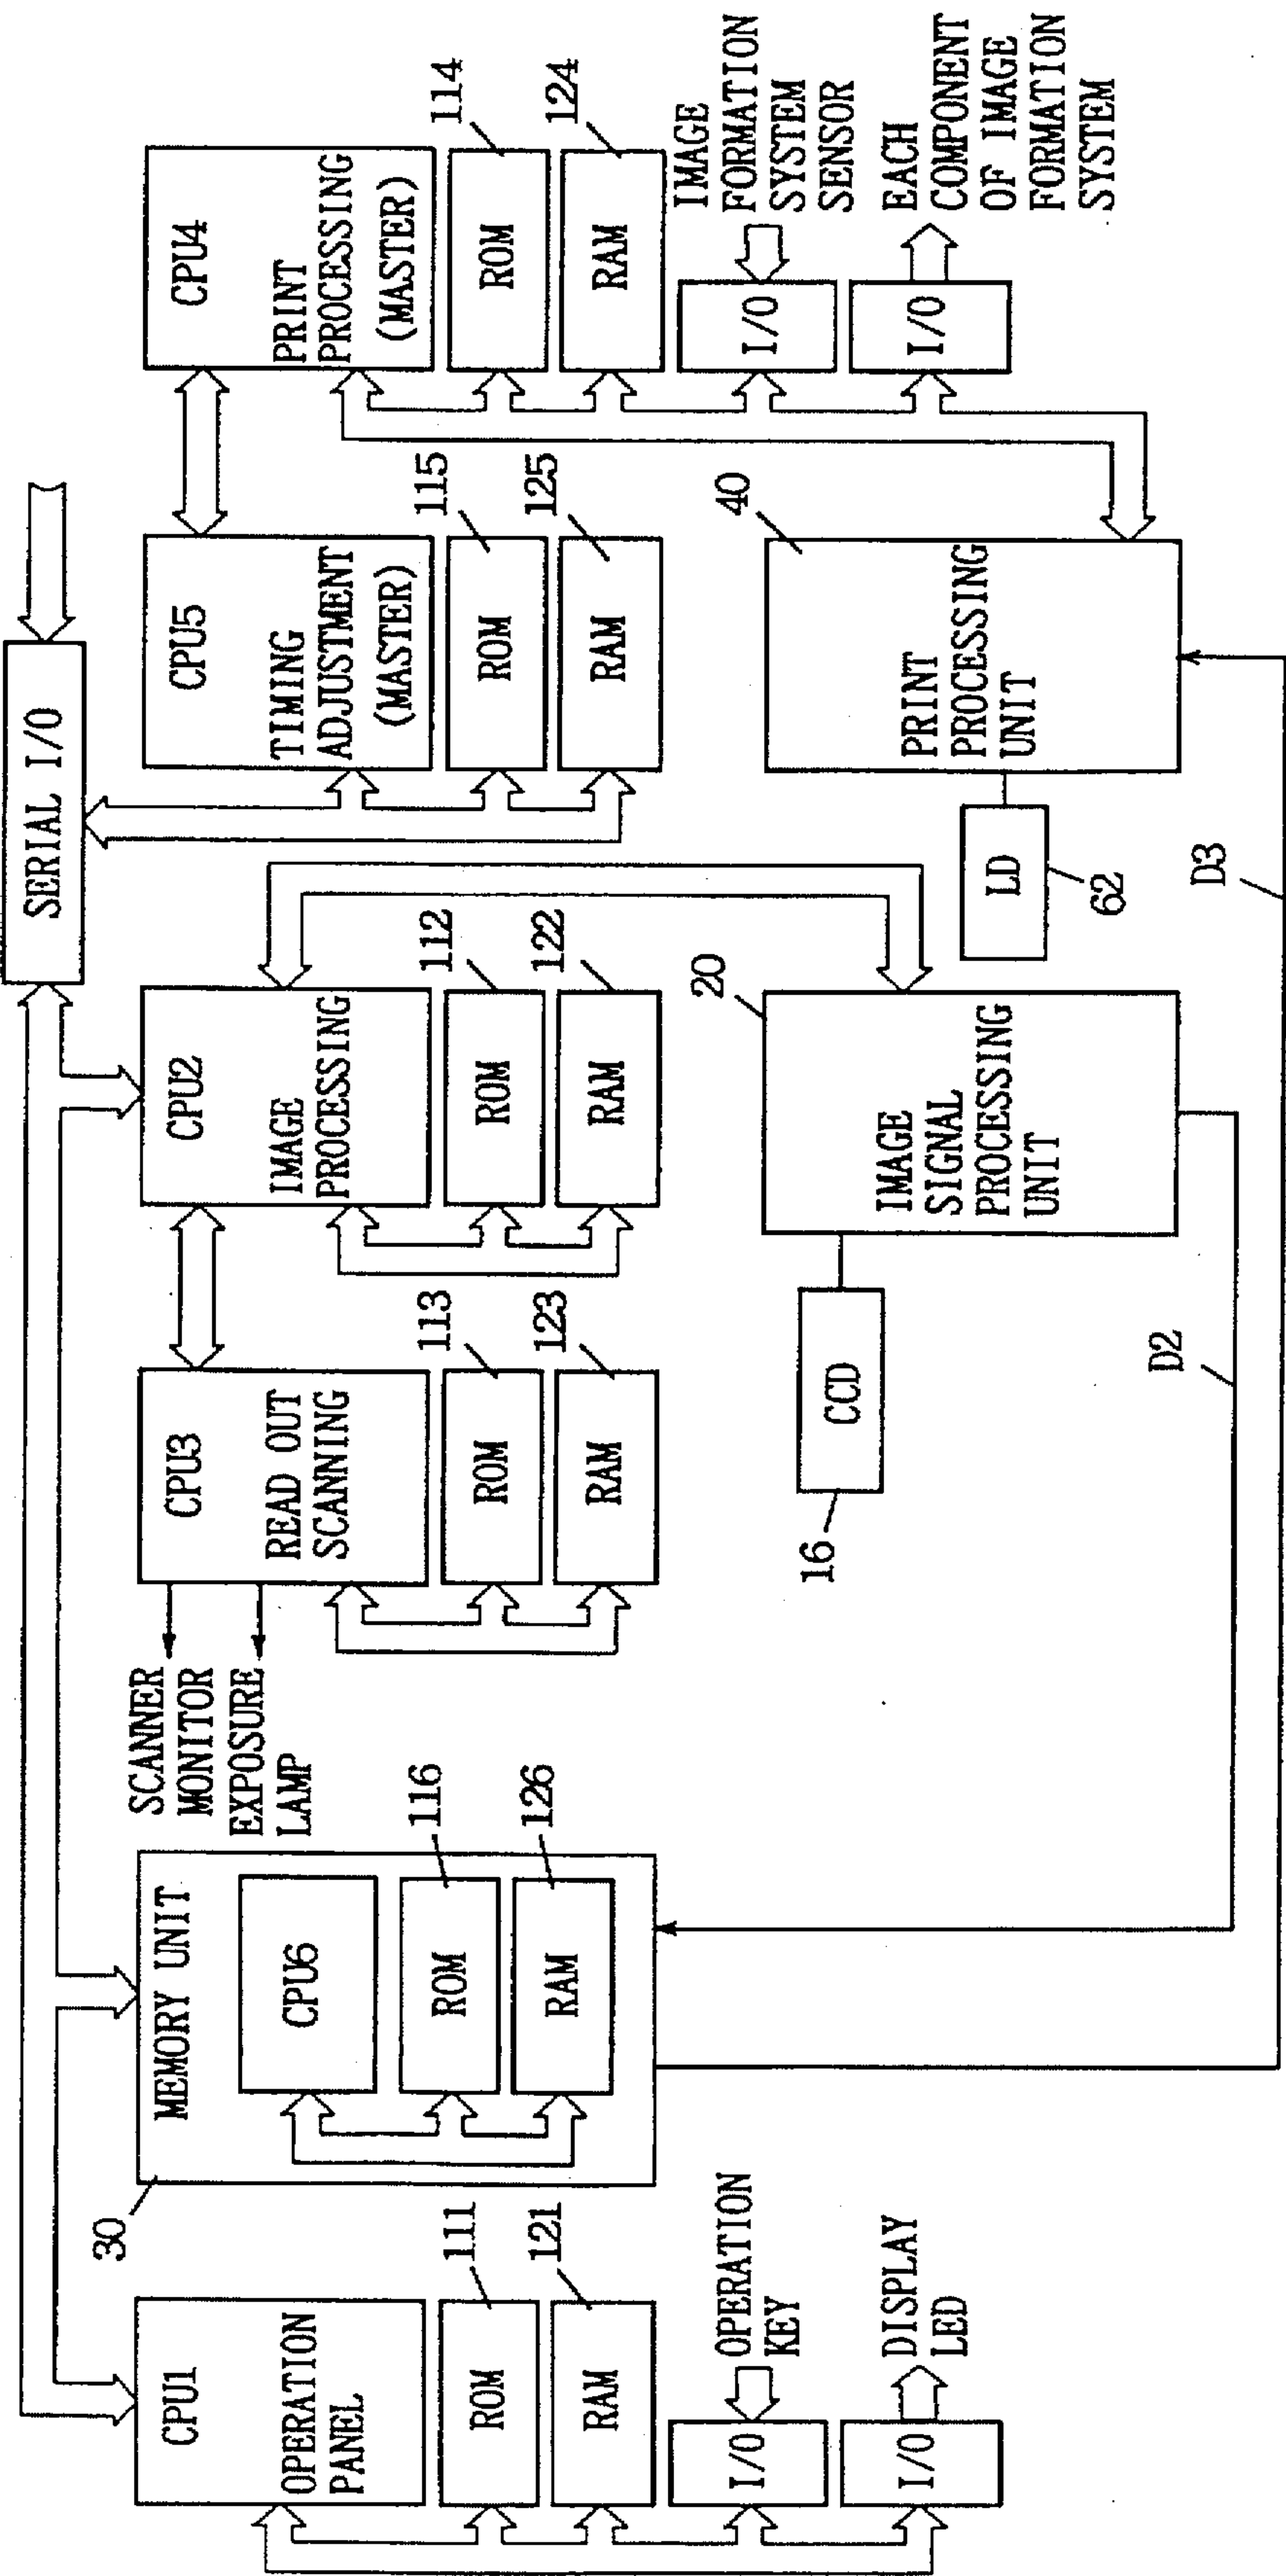 SERIAL I/O
CPU1
OPERATION
PANEL
ROM
111
RAM
121
I/O
OPERATION
KEY
I/O
DISPLAY
LED
30
MEMORY UNIT
CPU6
ROM
116
RAM
126
SCANNER
MONITOR
EXPOSURE
LAMP
CPU3
READ OUT
SCANNING
ROM
113
RAM
123
CPU2
IMAGE
PROCESSING
ROM
112
RAM
122
CPU5
TIMING
ADJUSTMENT
(MASTER)
ROM
115
RAM
125
CPU4
PRINT
PROCESSING
(MASTER)
ROM
114
RAM
124
I/O
IMAGE
FORMATION
SYSTEM
SENSOR
I/O
EACH
COMPONENT
OF IMAGE
FORMATION
SYSTEM
16
CCD
20
IMAGE
SIGNAL
PROCESSING
UNIT
40
PRINT
PROCESSING
UNIT
LD
62
D2
D3